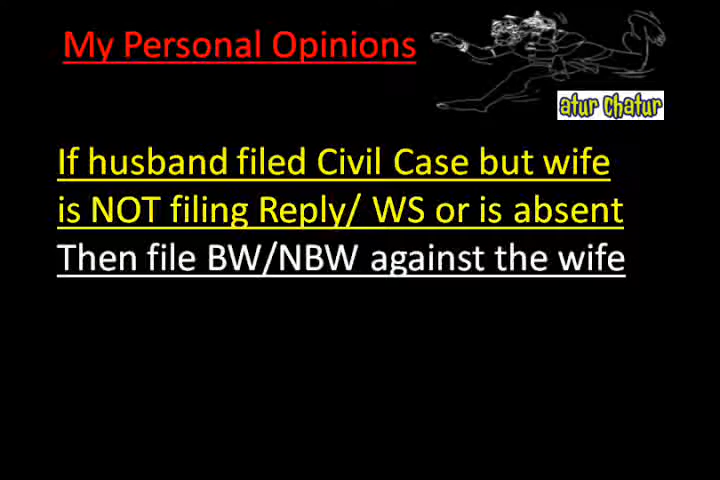 My Personal Opinions
atur chatur
If husband filed Civil Case but wife
is NOT filing Reply/ WS or is absent
Then file BW/NBW against the wife